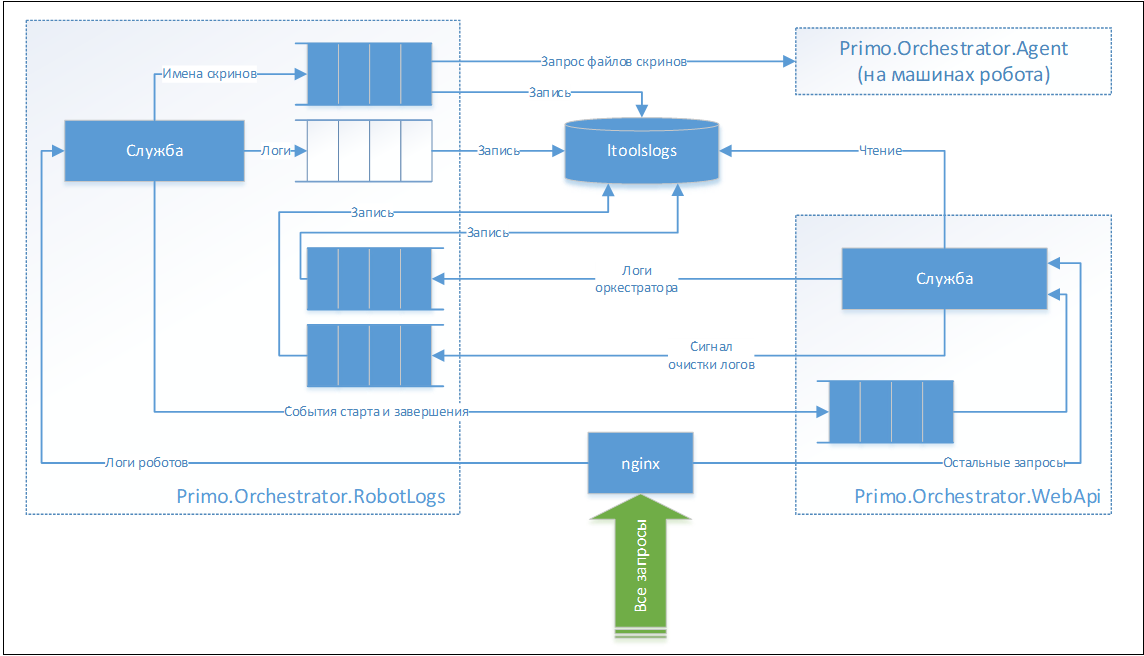 Primo.Orchestrator.Agent
(на машинах робота)
Имена скринов
Запрос файлов скринов
Запись
Служба
Логи
Запись
ltoolslogs
Чтение
Запись
Запись
Логи
оркестратора
Служба
Сигнал
очистки логов
События старта и завершения
Логи роботов
nginx
Остальные запросы
Primo.Orchestrator.RobotLogs
Primo.Orchestrator.WebApi
Все запросы